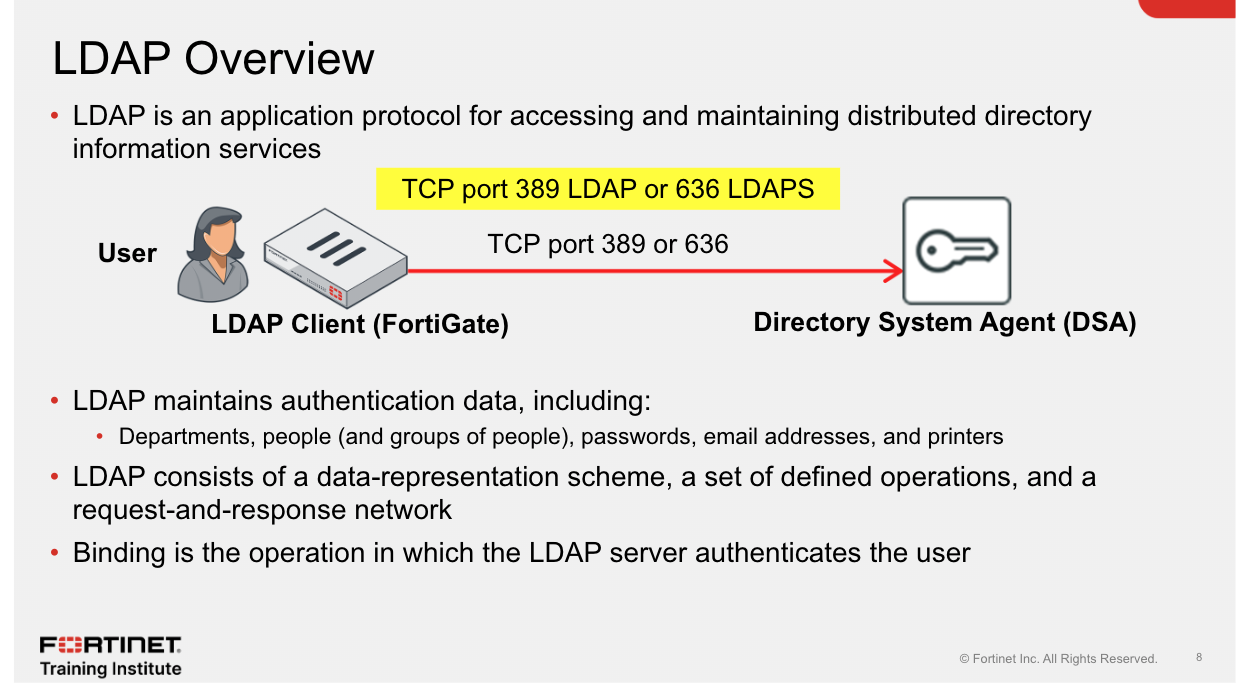 LDAP Overview
• LDAP is an application protocol for accessing and maintaining distributed directory
information services
TCP port 389 LDAP or 636 LDAPS
TCP port 389 or 636
User
LDAP Client (FortiGate)
Directory System Agent (DSA)
• LDAP maintains authentication data, including:
• Departments, people (and groups of people), passwords, email addresses, and printers
• LDAP consists of a data-representation scheme, a set of defined operations, and a
request-and-response network
• Binding is the operation in which the LDAP server authenticates the user
FORTINET
Training Institute
© Fortinet Inc. All Rights Reserved.
8